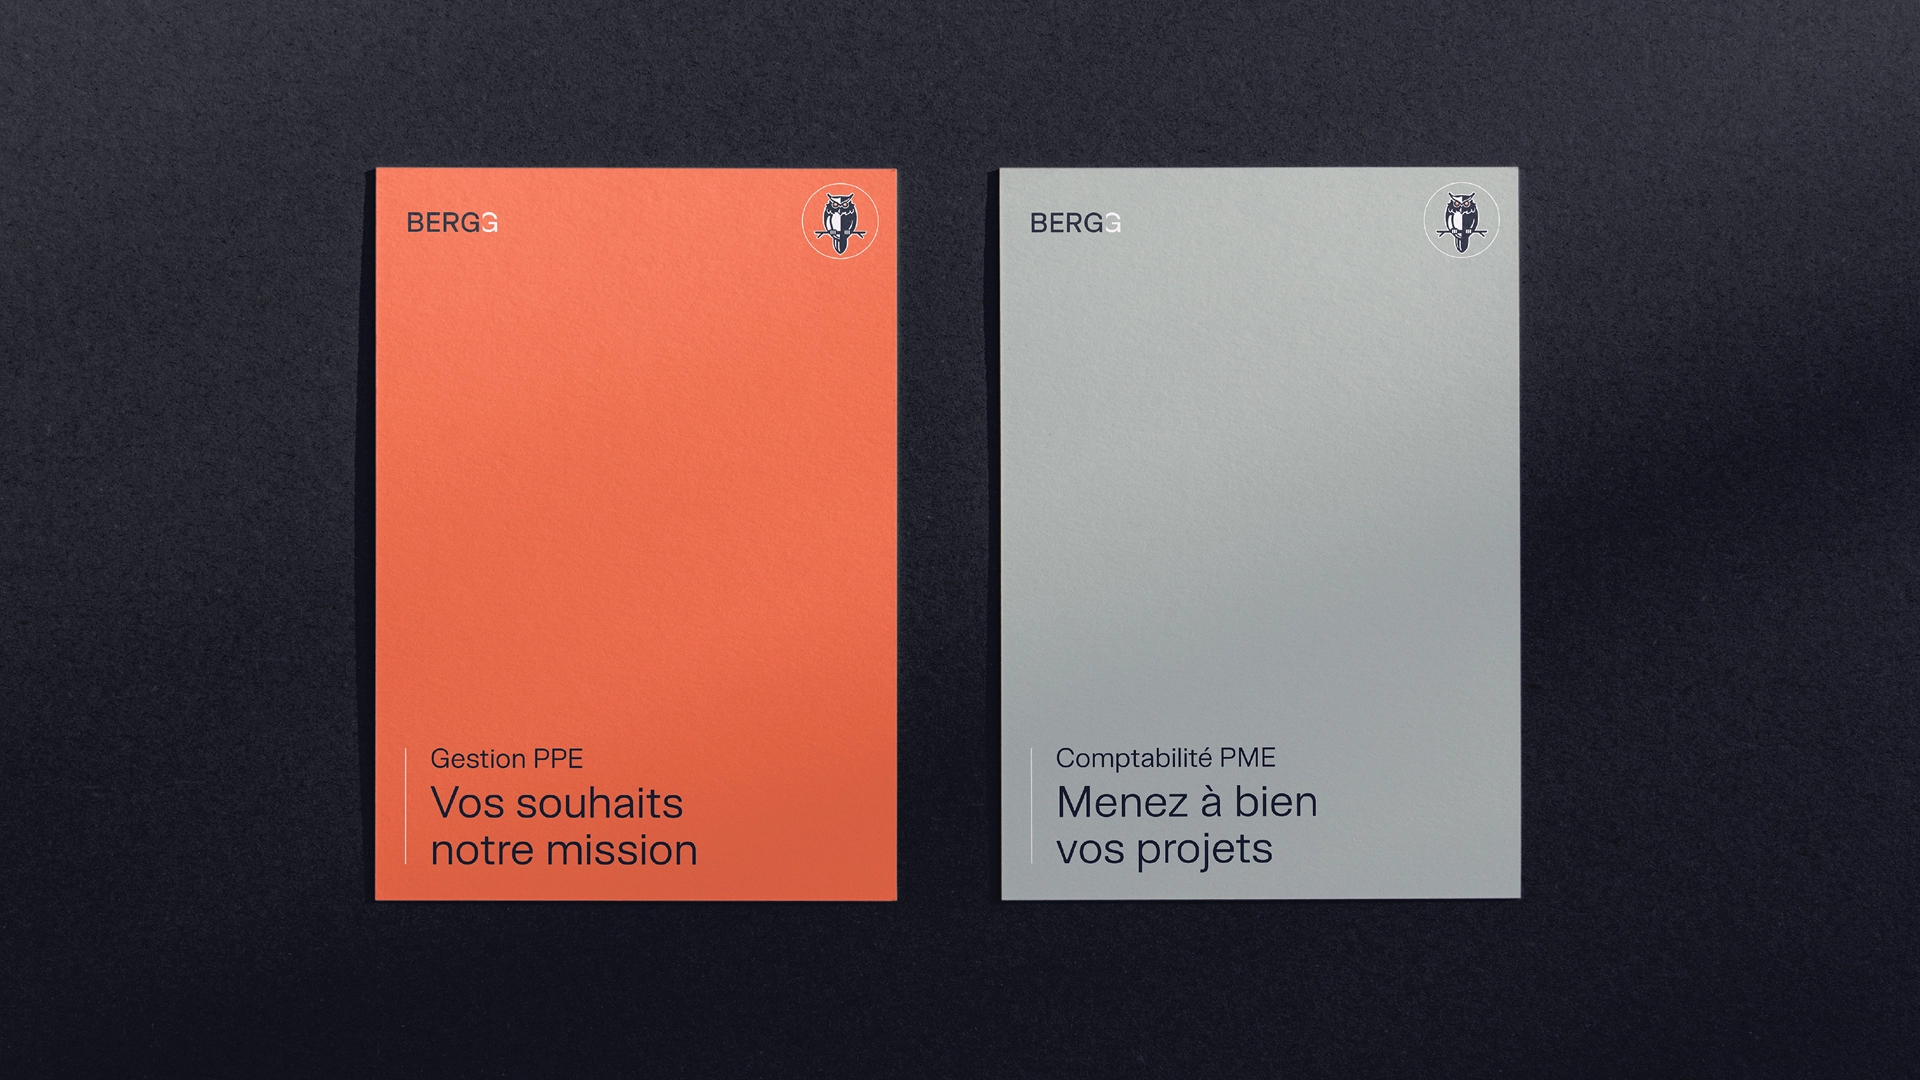 BERGG
Gestion PPE
Vos souhaits
notre mission
BERGG
Comptabilité PME
Menez à bien
vos projets